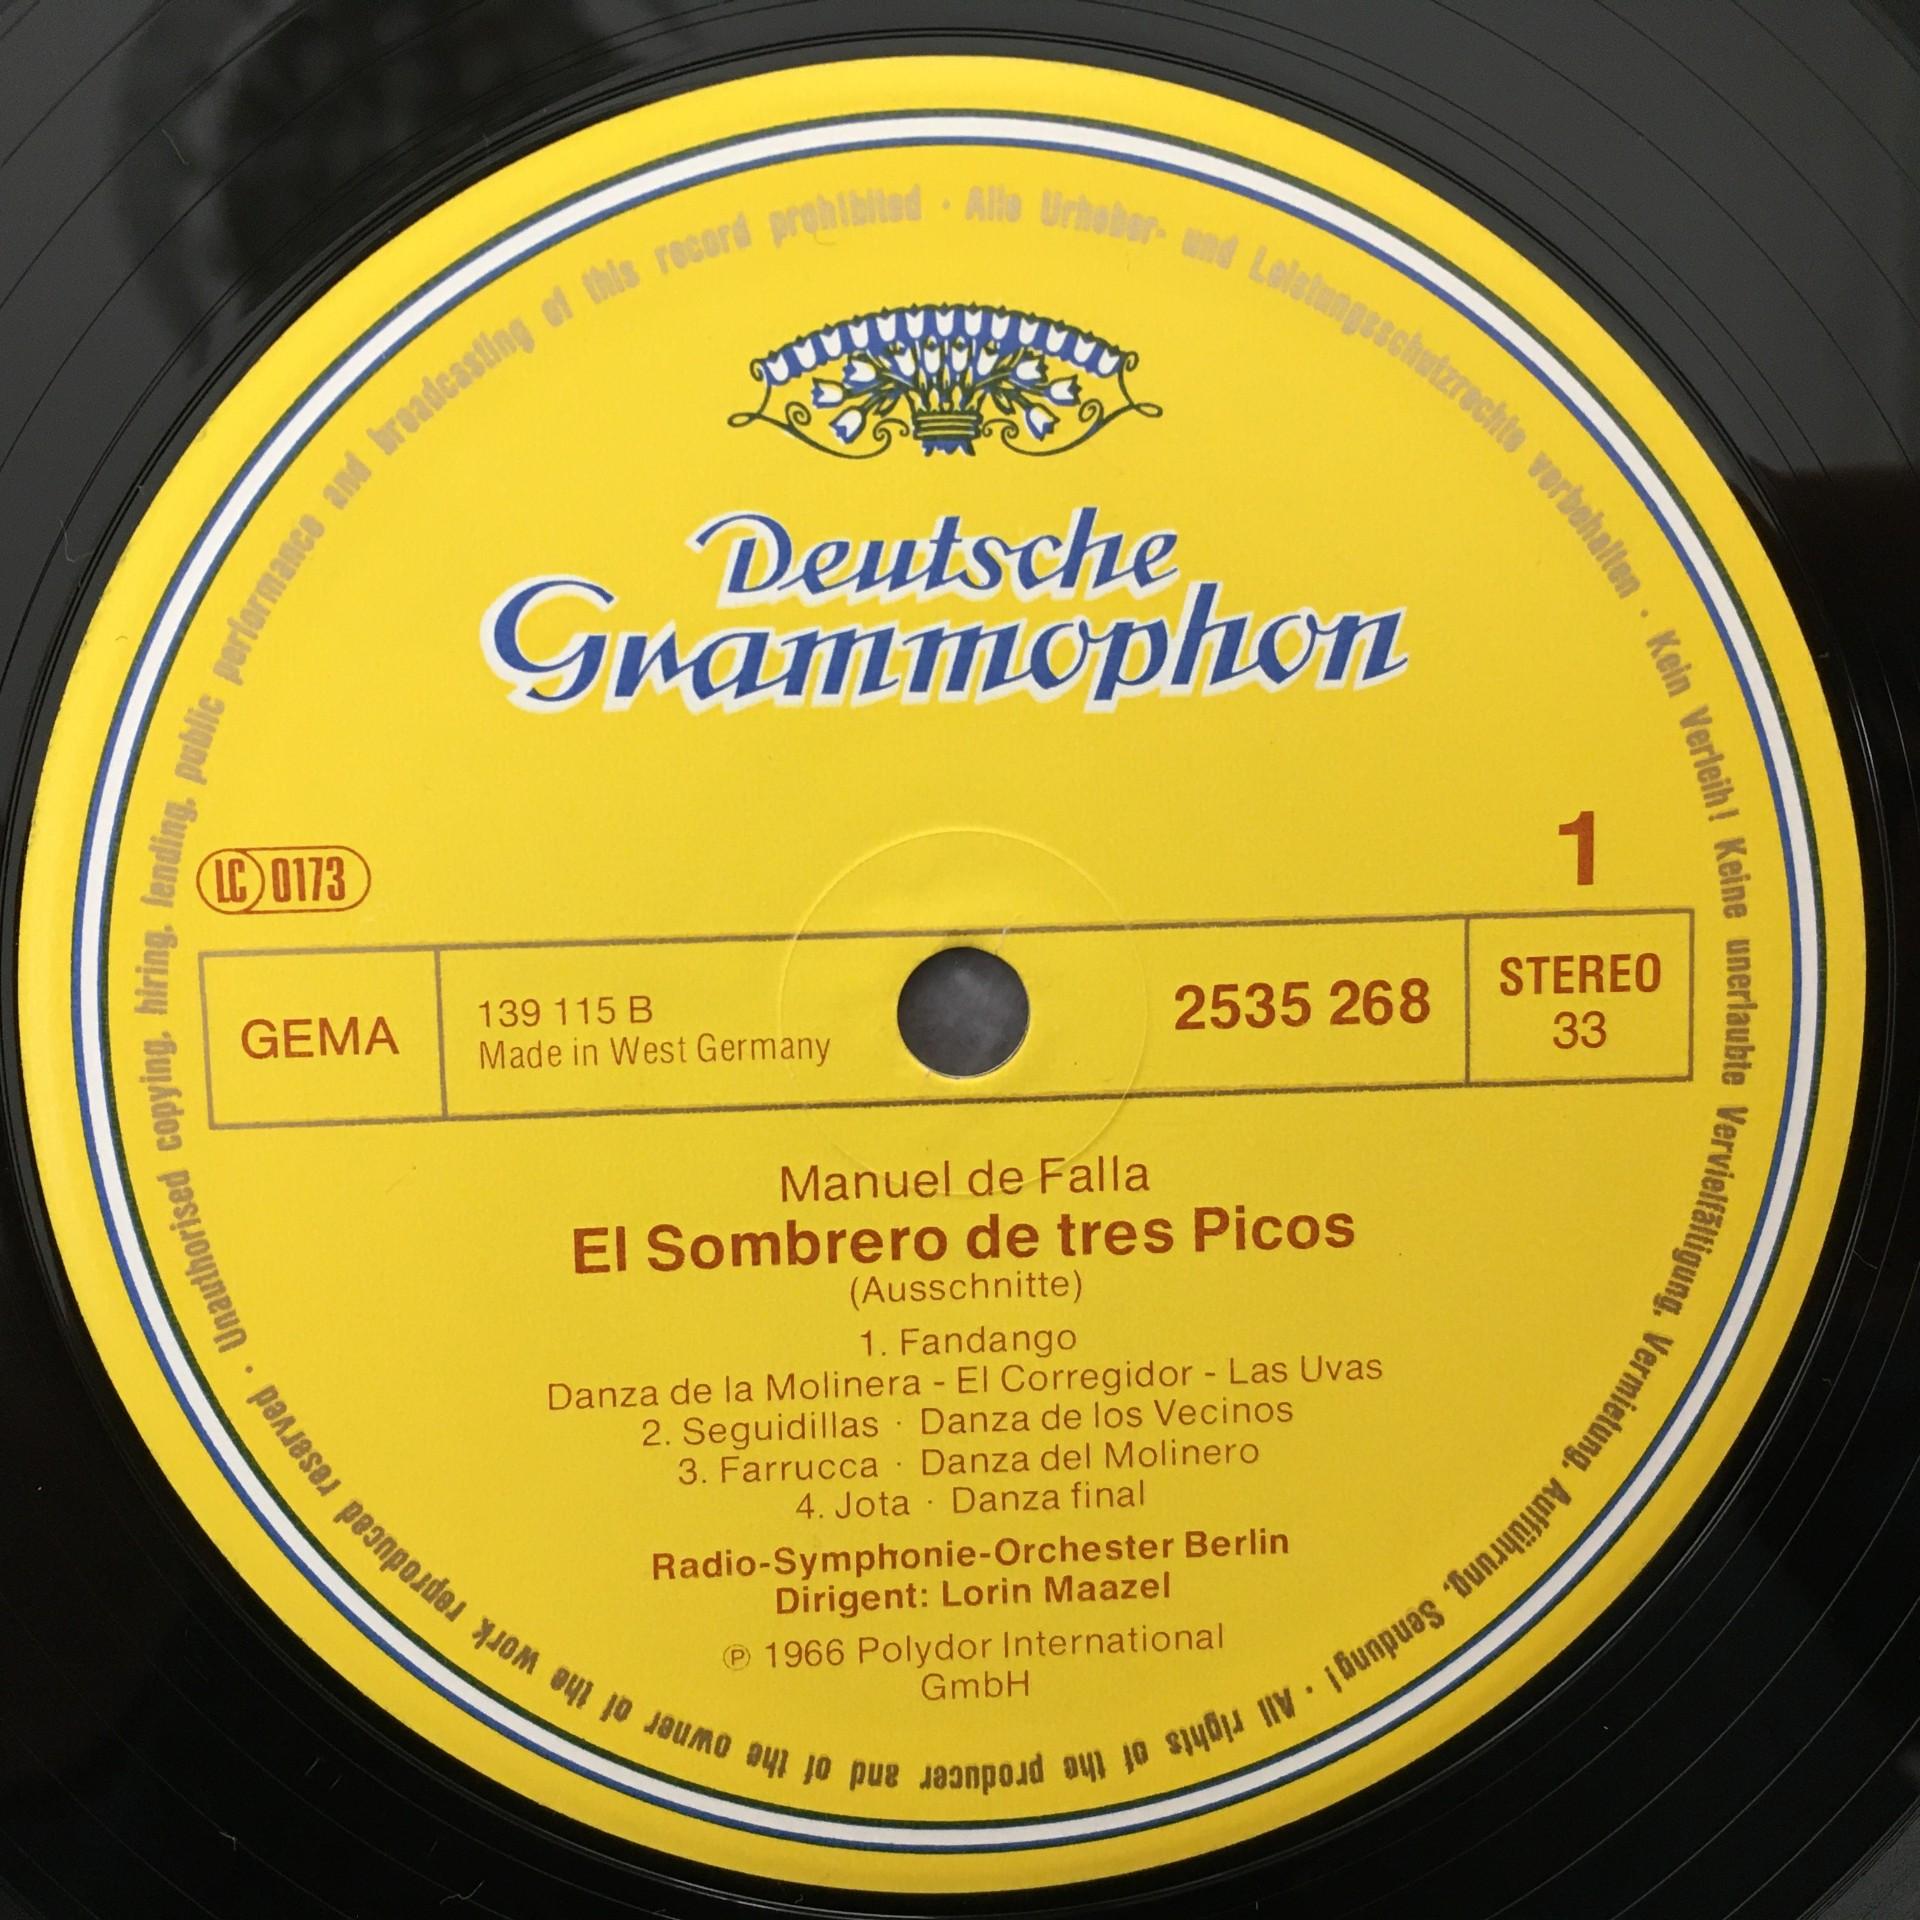 Deutsche
Grammophon
LC 0173
1
GEMA
139 115 B
Made in West Germany
2535 268
STEREO
33
Manuel de Falla
El Sombrero de tres Picos
(Ausschnitte)
1. Fandango
Danza de la Molinera - El Corregidor - Las Uvas
2. Seguidillas · Danza de los Vecinos
3. Farrucca · Danza del Molinero
4. Jota · Danza final
Radio-Symphonie-Orchester Berlin
Dirigent: Lorin Maazel
℗ 1966 Polydor International
GmbH
Alle Urheber- und Leistungsschutzrechte vorbehalten · Kein Verleih! Keine unerlaubte Vervielfältigung, Vermietung, Aufführung, Sendung! · All rights of the producer and of the owner of the work reproduced reserved · Unauthorised copying, hiring, lending, public performance and broadcasting of this record prohibited ·